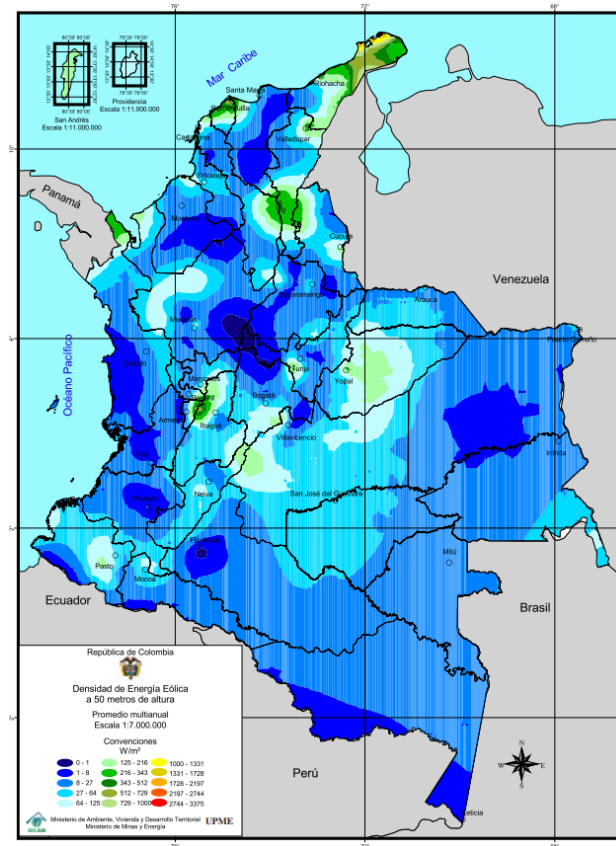 San Andrés
Escala 1:11.000.000
Providencia
Escala 1:11.000.000
Mar Caribe
Santa Marta
Riohacha
Barranquilla
Cartagena
Valledupar
Sincelejo
Montería
Panamá
Cúcuta
Venezuela
Bucaramanga
Arauca
Medellín
Puerto Carreño
Océano Pacífico
Quibdó
Tunja
Manizales
Yopal
Pereira
Bogotá
Armenia
Ibagué
Villavicencio
Cali
Inírida
Neiva
San José del Guaviare
Popayán
Florencia
Mitú
Pasto
Mocoa
Ecuador
Brasil
República de Colombia
Densidad de Energía Eólica
a 50 metros de altura
Promedio multianual
Escala 1:7.000.000
Convenciones
W/m²
0 - 1 125 - 216 1000 - 1331
1 - 8 216 - 343 1331 - 1728
8 - 27 343 - 512 1728 - 2197
27 - 64 512 - 729 2197 - 2744
64 - 125 729 - 1000 2744 - 3375
Ministerio de Ambiente, Vivienda y Desarrollo Territorial
Ministerio de Minas y Energía
UPME
IDEAM
Perú
N
W E
S
Leticia